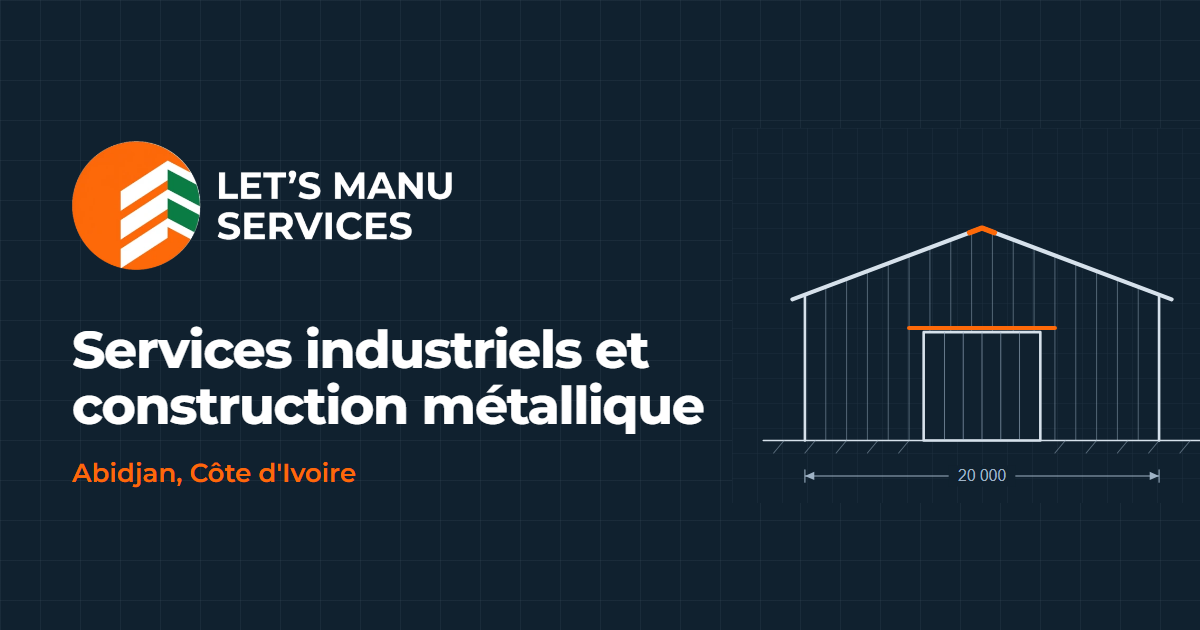 LET’S MANU
SERVICES
Services industriels et
construction métallique
Abidjan, Côte d'Ivoire
20 000